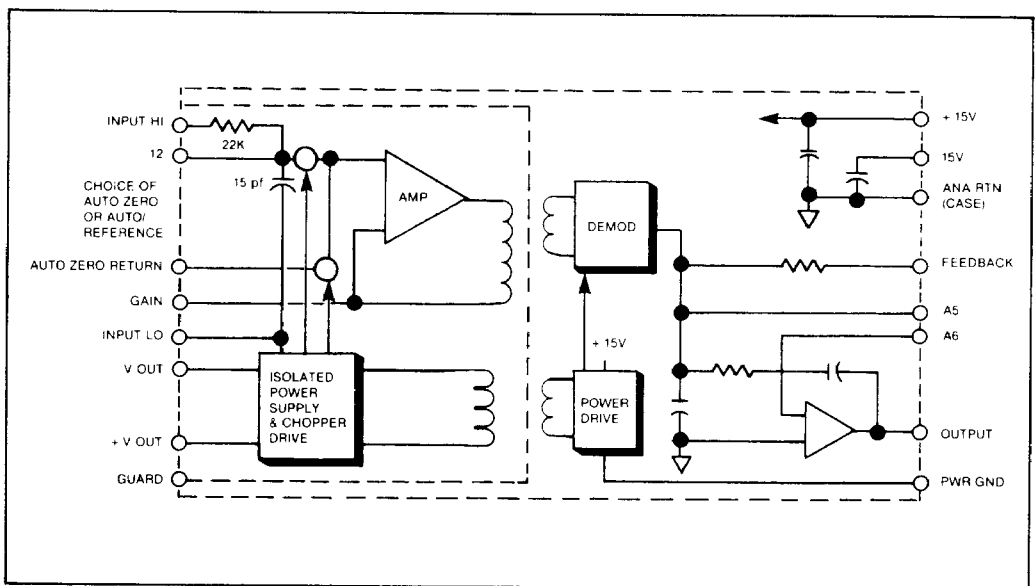 INPUT HI
22K
12
15 pf
CHOICE OF
AUTO ZERO
OR AUTO/
REFERENCE
AUTO ZERO RETURN
GAIN
INPUT LO
V OUT
+ V OUT
GUARD
AMP
ISOLATED
POWER
SUPPLY
& CHOPPER
DRIVE
DEMOD
+ 15V
POWER
DRIVE
+ 15V
15V
ANA RTN
(CASE)
FEEDBACK
A5
A6
OUTPUT
PWR GND